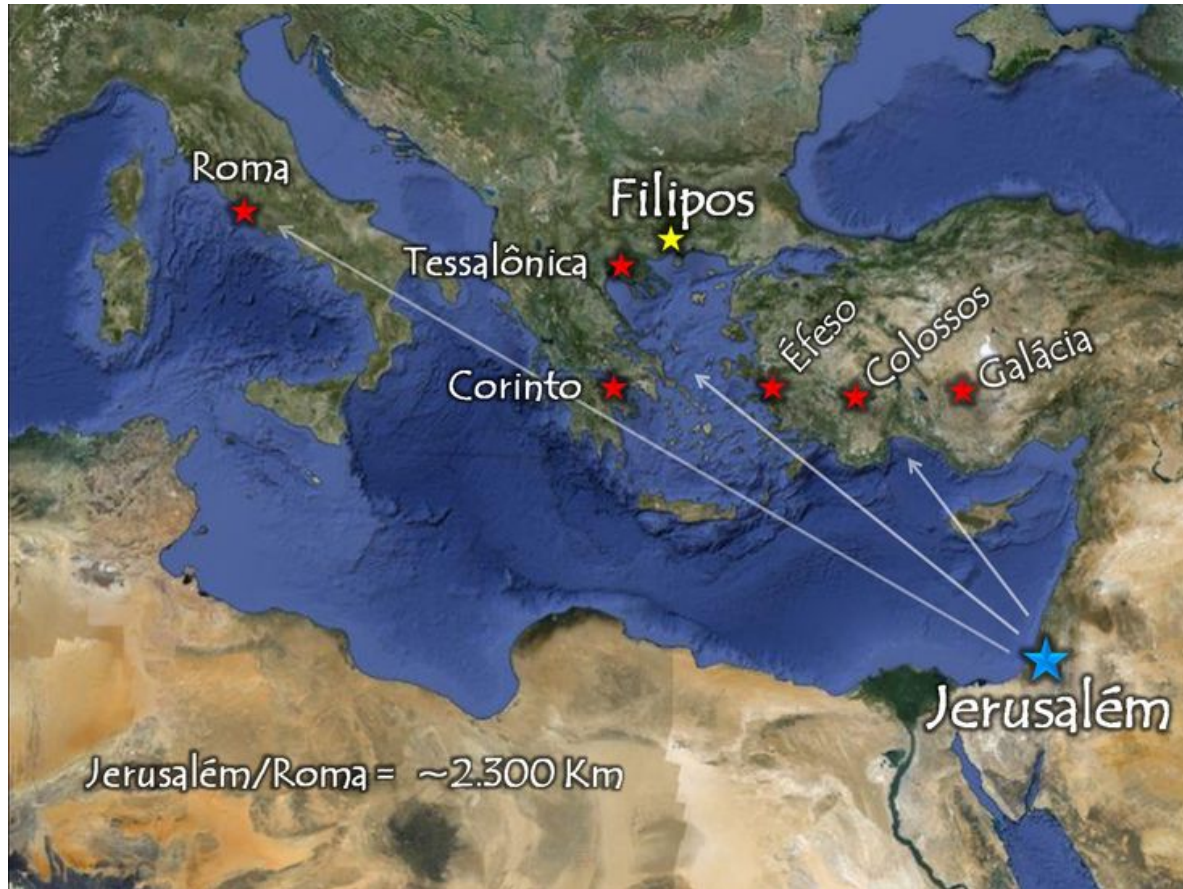 Roma
Filipos
Tessalônica
Éfeso
Colossos
Galácia
Corinto
Jerusalém
Jerusalém/Roma = ~2.300 Km